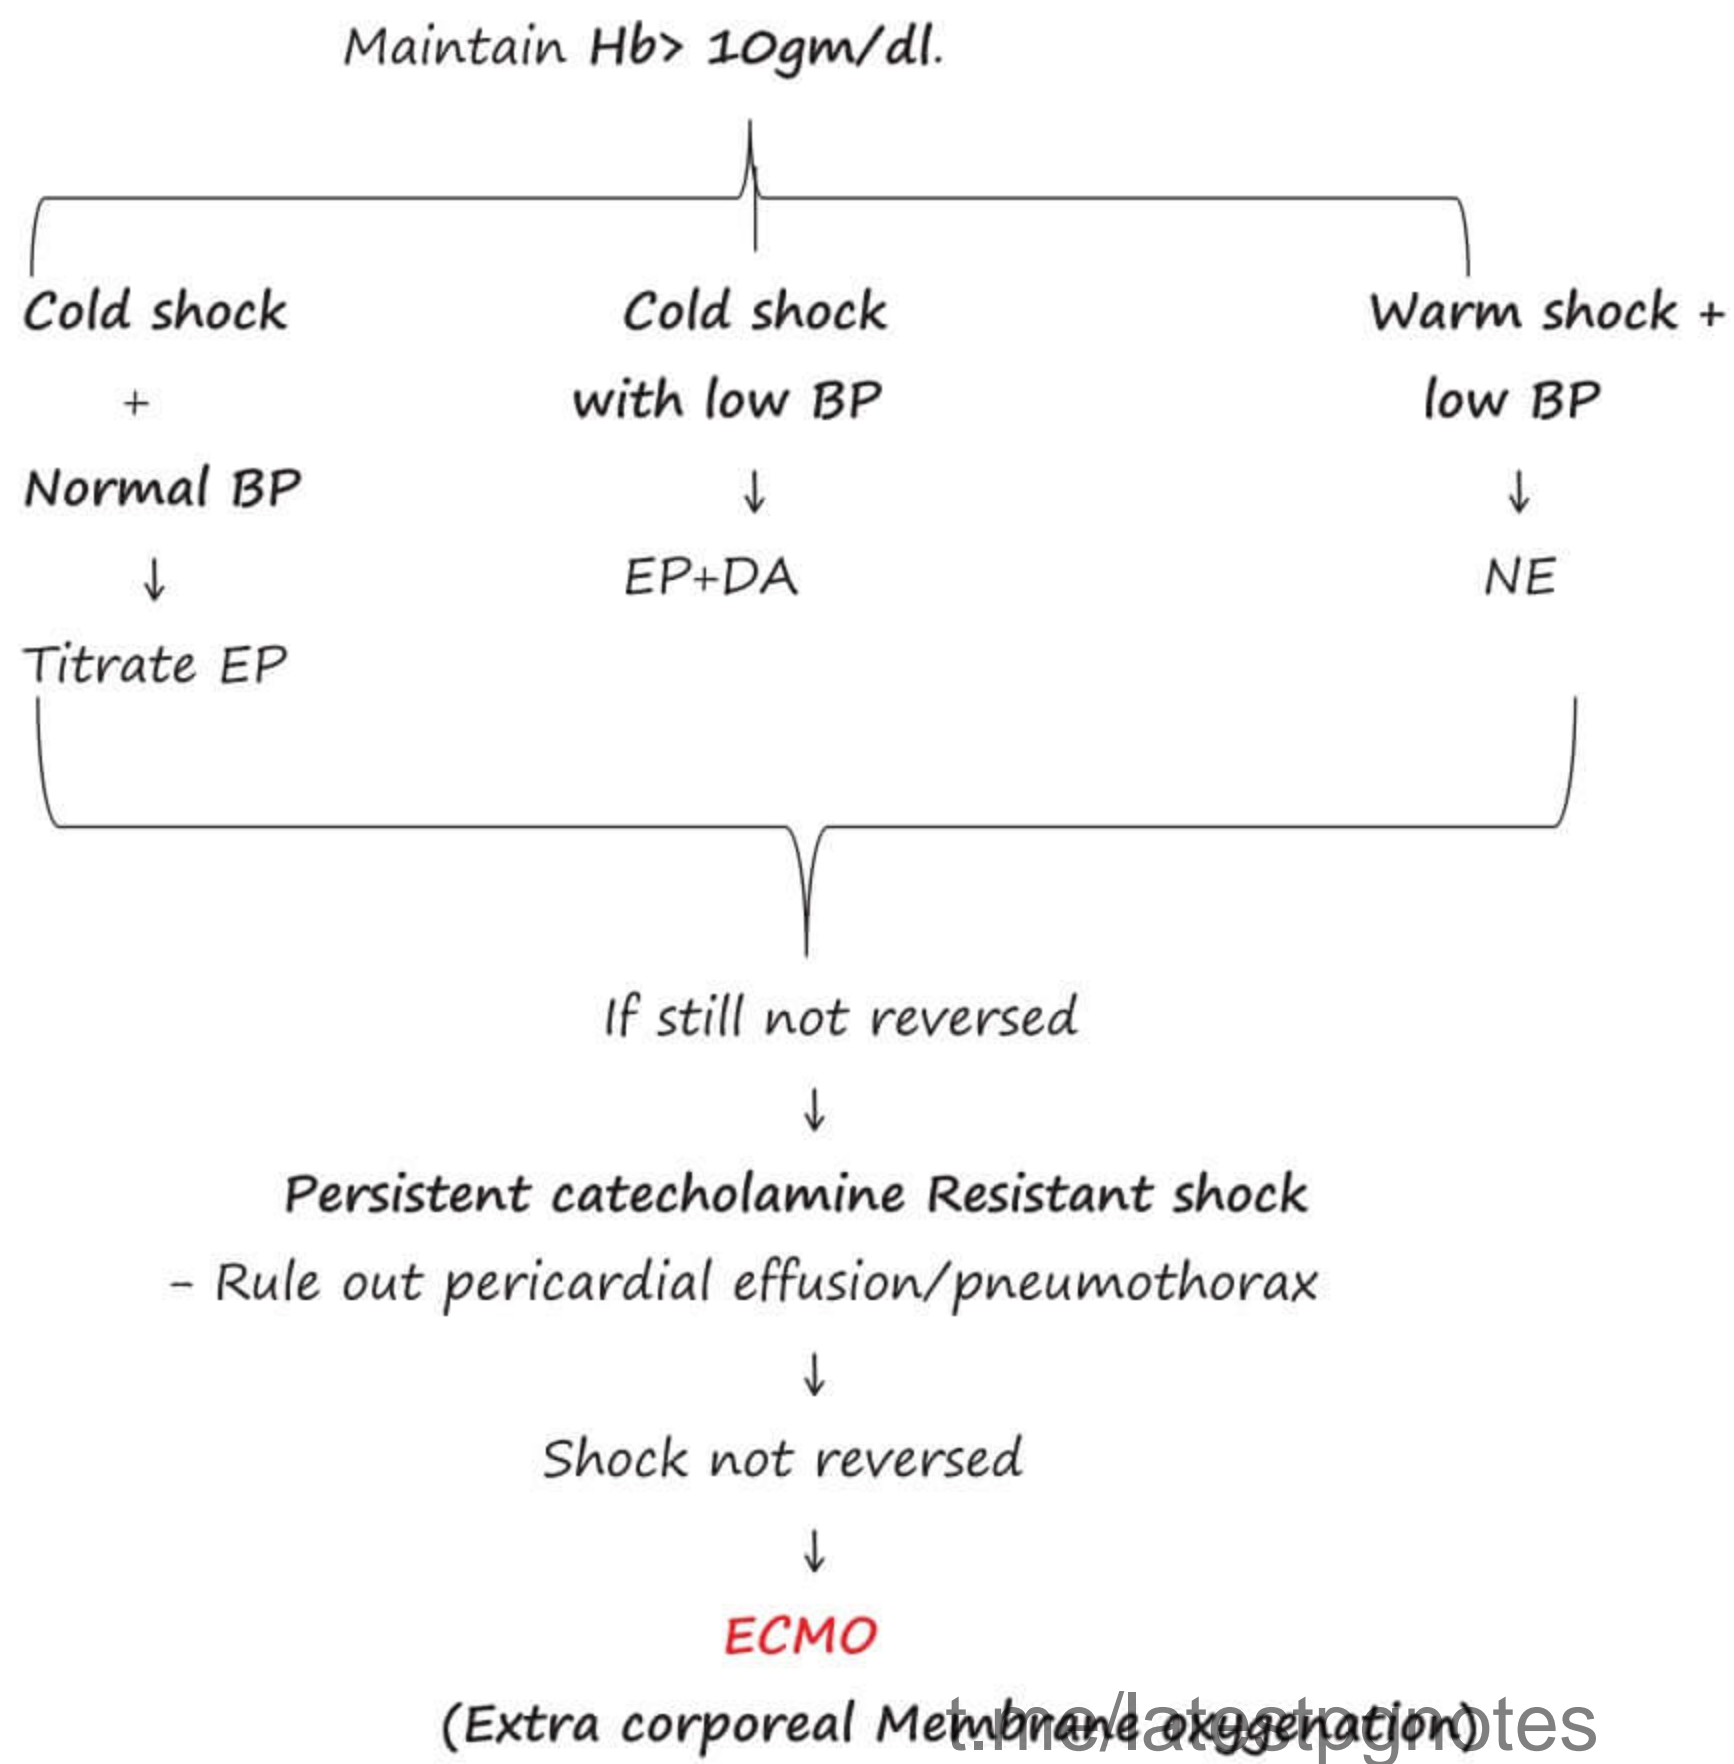 Maintain Hb> 10gm/dl.
Cold shock
+
Normal BP
↓
Titrate EP
Cold shock
with low BP
↓
EP+DA
Warm shock +
low BP
↓
NE
If still not reversed
↓
Persistent catecholamine Resistant shock
- Rule out pericardial effusion/pneumothorax
↓
Shock not reversed
↓
ECMO
(Extra corporeal Membrane oxygenation)
t.me/latestpgnotes